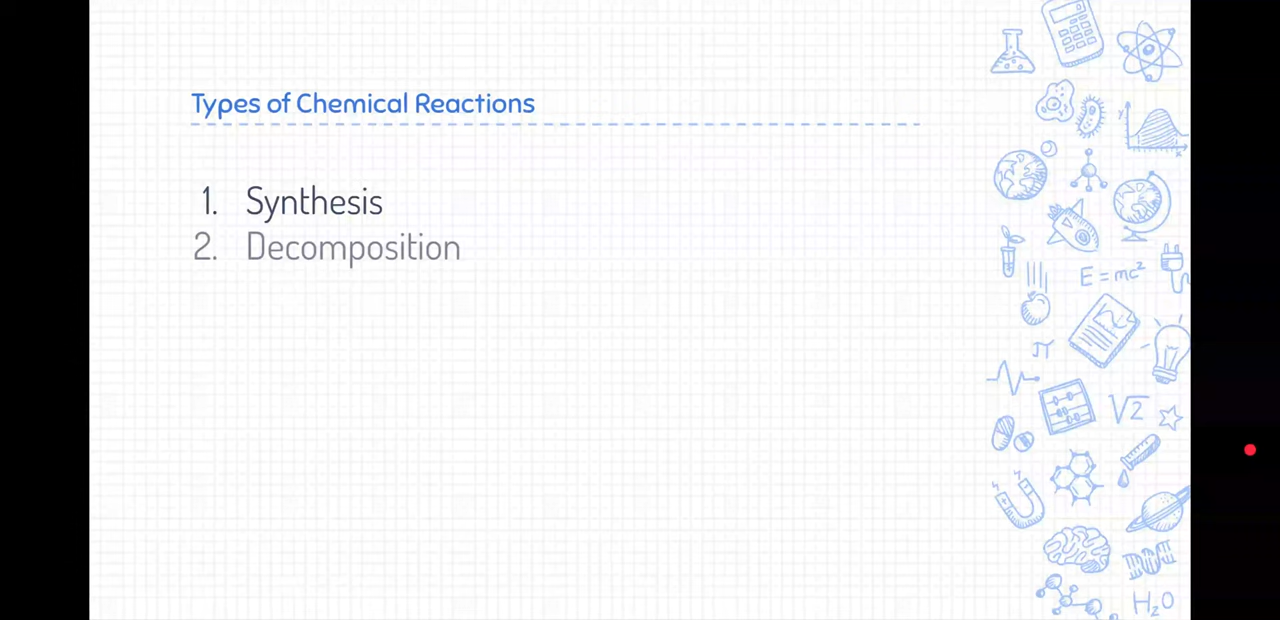 Types of Chemical Reactions
1. Synthesis
2. Decomposition
E = mc²
π
√2
H₂O